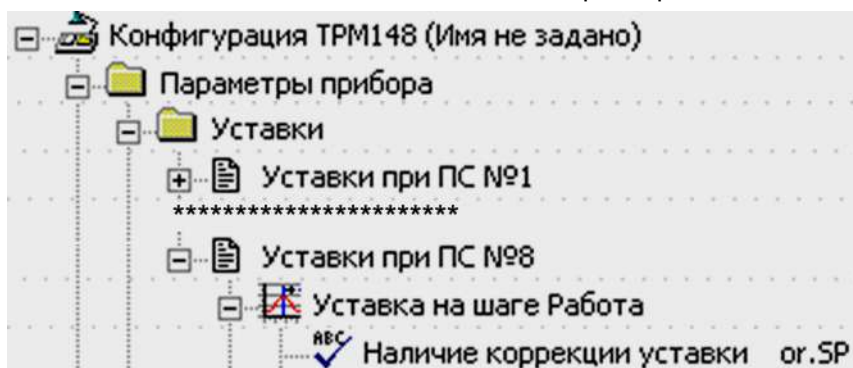 Конфигурация ТРМ148 (Имя не задано)
Параметры прибора
Уставки
Уставки при ПС №1
***********************
Уставки при ПС №8
Уставка на шаге Работа
ABC Наличие коррекции уставки or.SP